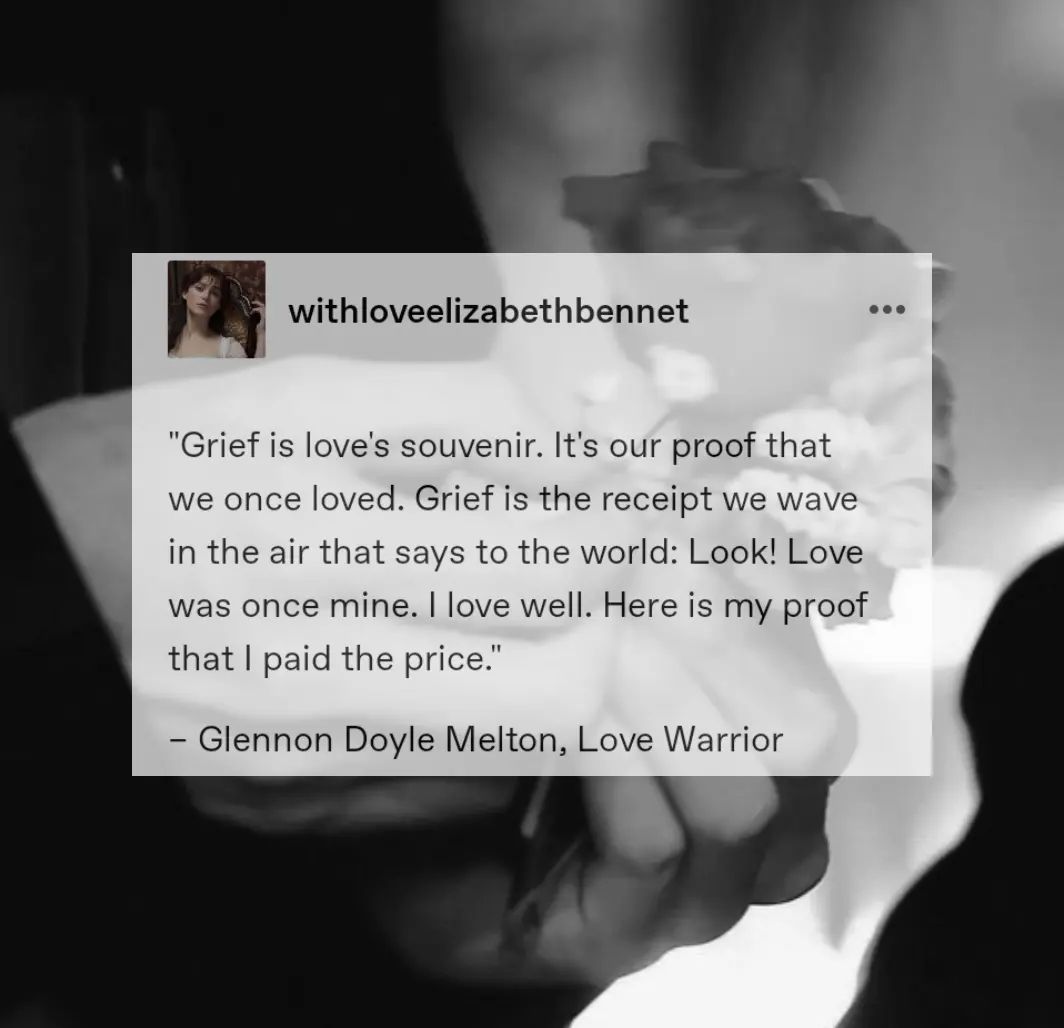 withloveelizabethbennet
"Grief is love's souvenir. It's our proof that
we once loved. Grief is the receipt we wave
in the air that says to the world: Look! Love
was once mine. I love well. Here is my proof
that I paid the price."
– Glennon Doyle Melton, Love Warrior